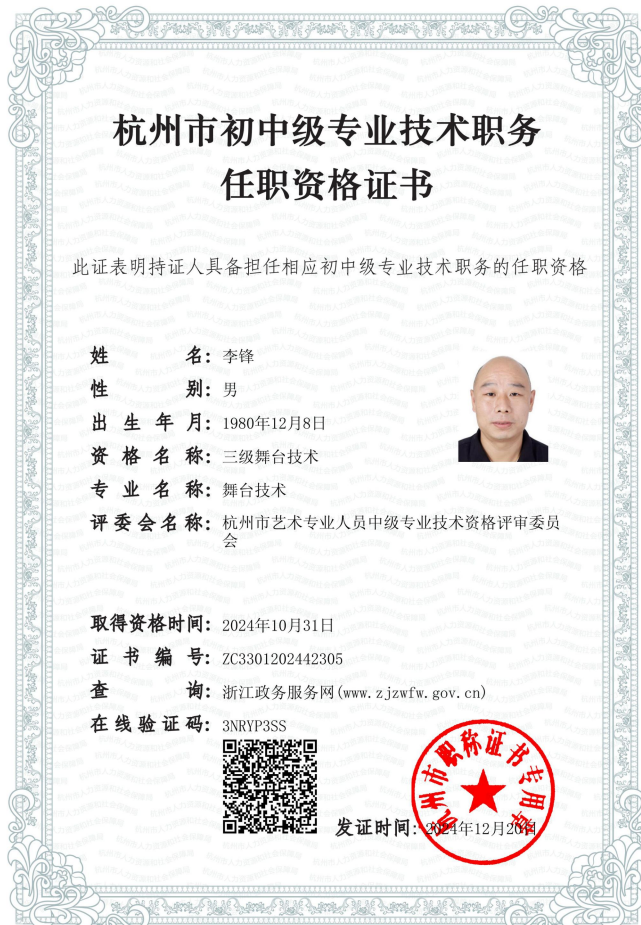 杭州市初中级专业技术职务
任职资格证书
此证表明持证人具备担任相应初中级专业技术职务的任职资格
姓名：李锋
性别：男
出生年月：1980年12月8日
资格名称：三级舞台技术
专业名称：舞台技术
评委会名称：杭州市艺术专业人员中级专业技术资格评审委员
会
取得资格时间：2024年10月31日
证书编号：ZC3301202442305
查询：浙江政务服务网(www.zjzwfw.gov.cn)
在线验证码：3NRYP3SS
杭州市职称证书专用章
发证时间：2024年12月20日